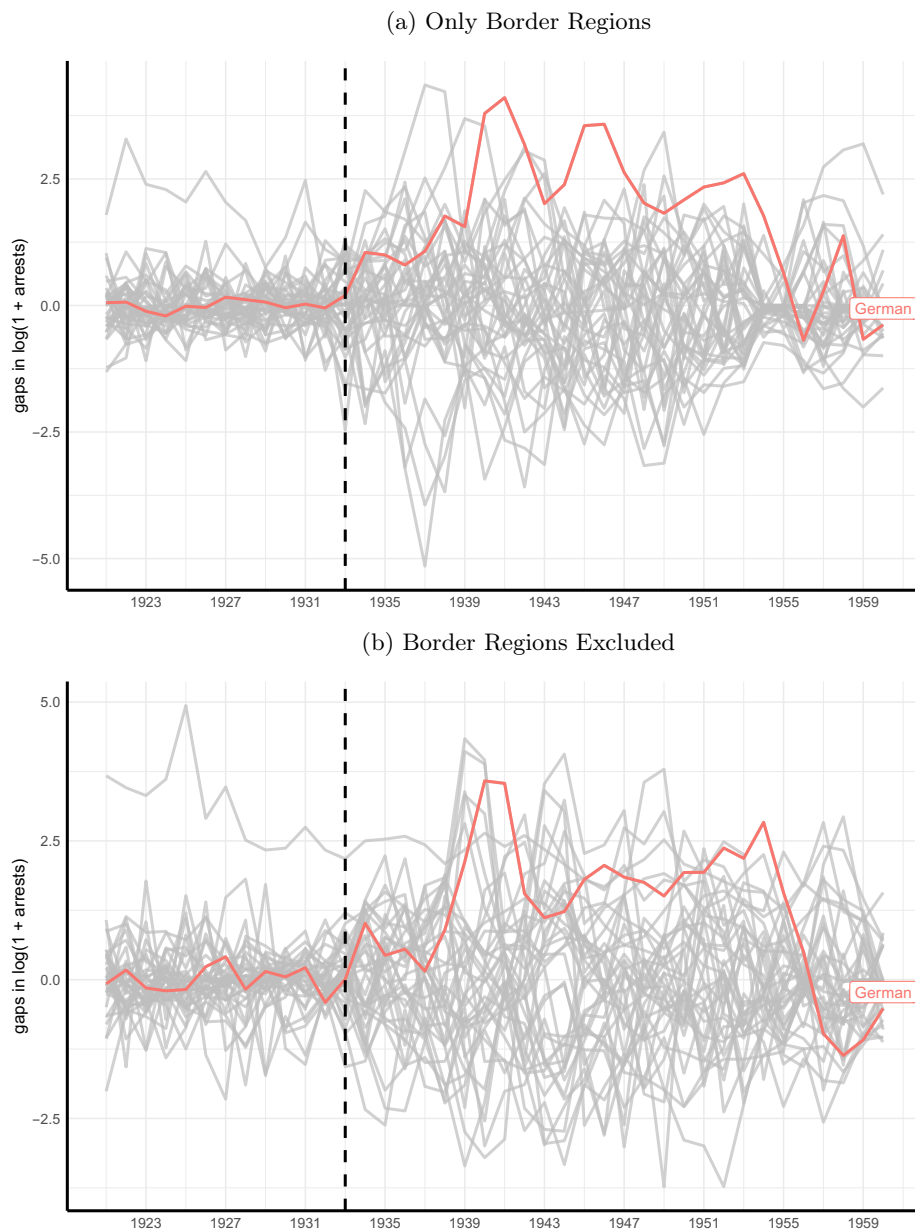 (a) Only Border Regions
2.5
0.0
−2.5
−5.0
gaps in log(1 + arrests)
German
1923 1927 1931 1935 1939 1943 1947 1951 1955 1959
(b) Border Regions Excluded
5.0
2.5
0.0
−2.5
gaps in log(1 + arrests)
German
1923 1927 1931 1935 1939 1943 1947 1951 1955 1959